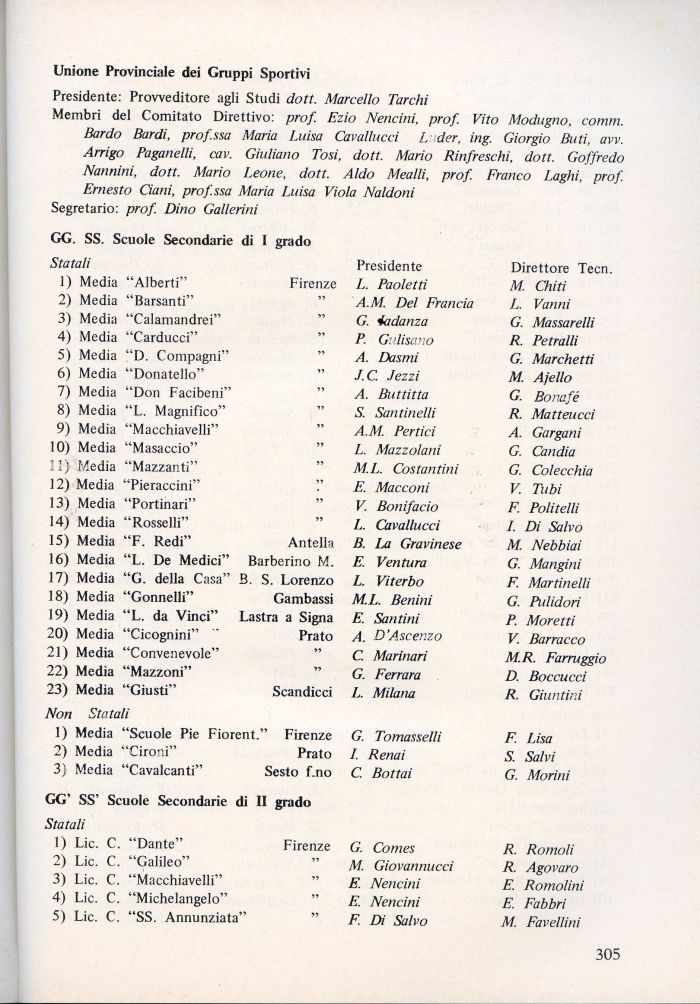 Unione Provinciale dei Gruppi Sportivi
Presidente: Provveditore agli Studi dott. Marcello Tarchi
Membri del Comitato Direttivo: prof. Ezio Nencini, prof. Vito Modugno, comm.
Bardo Bardi, prof.ssa Maria Luisa Cavallucci Luder, ing. Giorgio Buti, avv.
Arrigo Paganelli, cav. Giuliano Tosi, dott. Mario Rinfreschi, dott. Goffredo
Nannini, dott. Mario Leone, dott. Aldo Mealli, prof. Franco Laghi, prof.
Ernesto Ciani, prof.ssa Maria Luisa Viola Naldoni
Segretario: prof. Dino Gallerini
GG. SS. Scuole Secondarie di I grado
Statali Presidente Direttore Tecn.
1) Media “Alberti” Firenze L. Paoletti M. Chiti
2) Media “Barsanti” ” A.M. Del Francia L. Vanni
3) Media “Calamandrei” ” G. Iadanza G. Massarelli
4) Media “Carducci” ” P. Gulisano R. Petralli
5) Media “D. Compagni” ” A. Dasmi G. Marchetti
6) Media “Donatello” ” J.C. Jezzi M. Ajello
7) Media “Don Facibeni” ” A. Buttitta G. Bonafé
8) Media “L. Magnifico” ” S. Santinelli R. Matteucci
9) Media “Macchiavelli” ” A.M. Pertici A. Gargani
10) Media “Masaccio” ” L. Mazzolani G. Candia
11) Media “Mazzanti” ” M.L. Costantini G. Colecchia
12) Media “Pieraccini” ” E. Macconi V. Tubi
13) Media “Portinari” ” V. Bonifacio F. Politelli
14) Media “Rosselli” ” L. Cavallucci I. Di Salvo
15) Media “F. Redi” Antella B. La Gravinese M. Nebbiai
16) Media “L. De Medici” Barberino M. E. Ventura G. Mangini
17) Media “G. della Casa” B. S. Lorenzo L. Viterbo F. Martinelli
18) Media “Gonnelli” Gambassi M.L. Benini G. Pulidori
19) Media “L. da Vinci” Lastra a Signa E. Santini P. Moretti
20) Media “Cicognini” Prato A. D'Ascenzo V. Barracco
21) Media “Convenevole” ” C. Marinari M.R. Farruggio
22) Media “Mazzoni” ” G. Ferrara D. Boccucci
23) Media “Giusti” Scandicci L. Milana R. Giuntini
Non Statali
1) Media “Scuole Pie Fiorent.” Firenze G. Tomasselli F. Lisa
2) Media “Cironi” Prato I. Renai S. Salvi
3) Media “Cavalcanti” Sesto f.no C. Bottai G. Morini
GG' SS' Scuole Secondarie di II grado
Statali
1) Lic. C. “Dante” Firenze G. Comes R. Romoli
2) Lic. C. “Galileo” ” M. Giovannucci R. Agovaro
3) Lic. C. “Macchiavelli” ” E. Nencini E. Romolini
4) Lic. C. “Michelangelo” ” E. Nencini E. Fabbri
5) Lic. C. “SS. Annunziata” ” F. Di Salvo M. Favellini
305